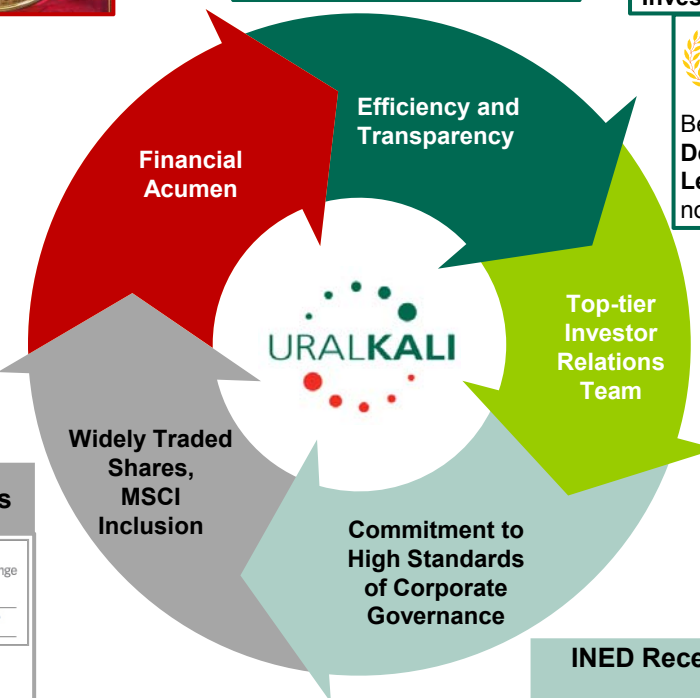 Efficiency and
Transparency
Financial
Acumen
Top-tier
Investor
Relations
Team
URALKALI
Widely Traded
Shares,
MSCI
Inclusion
Commitment to
High Standards
of Corporate
Governance
INED